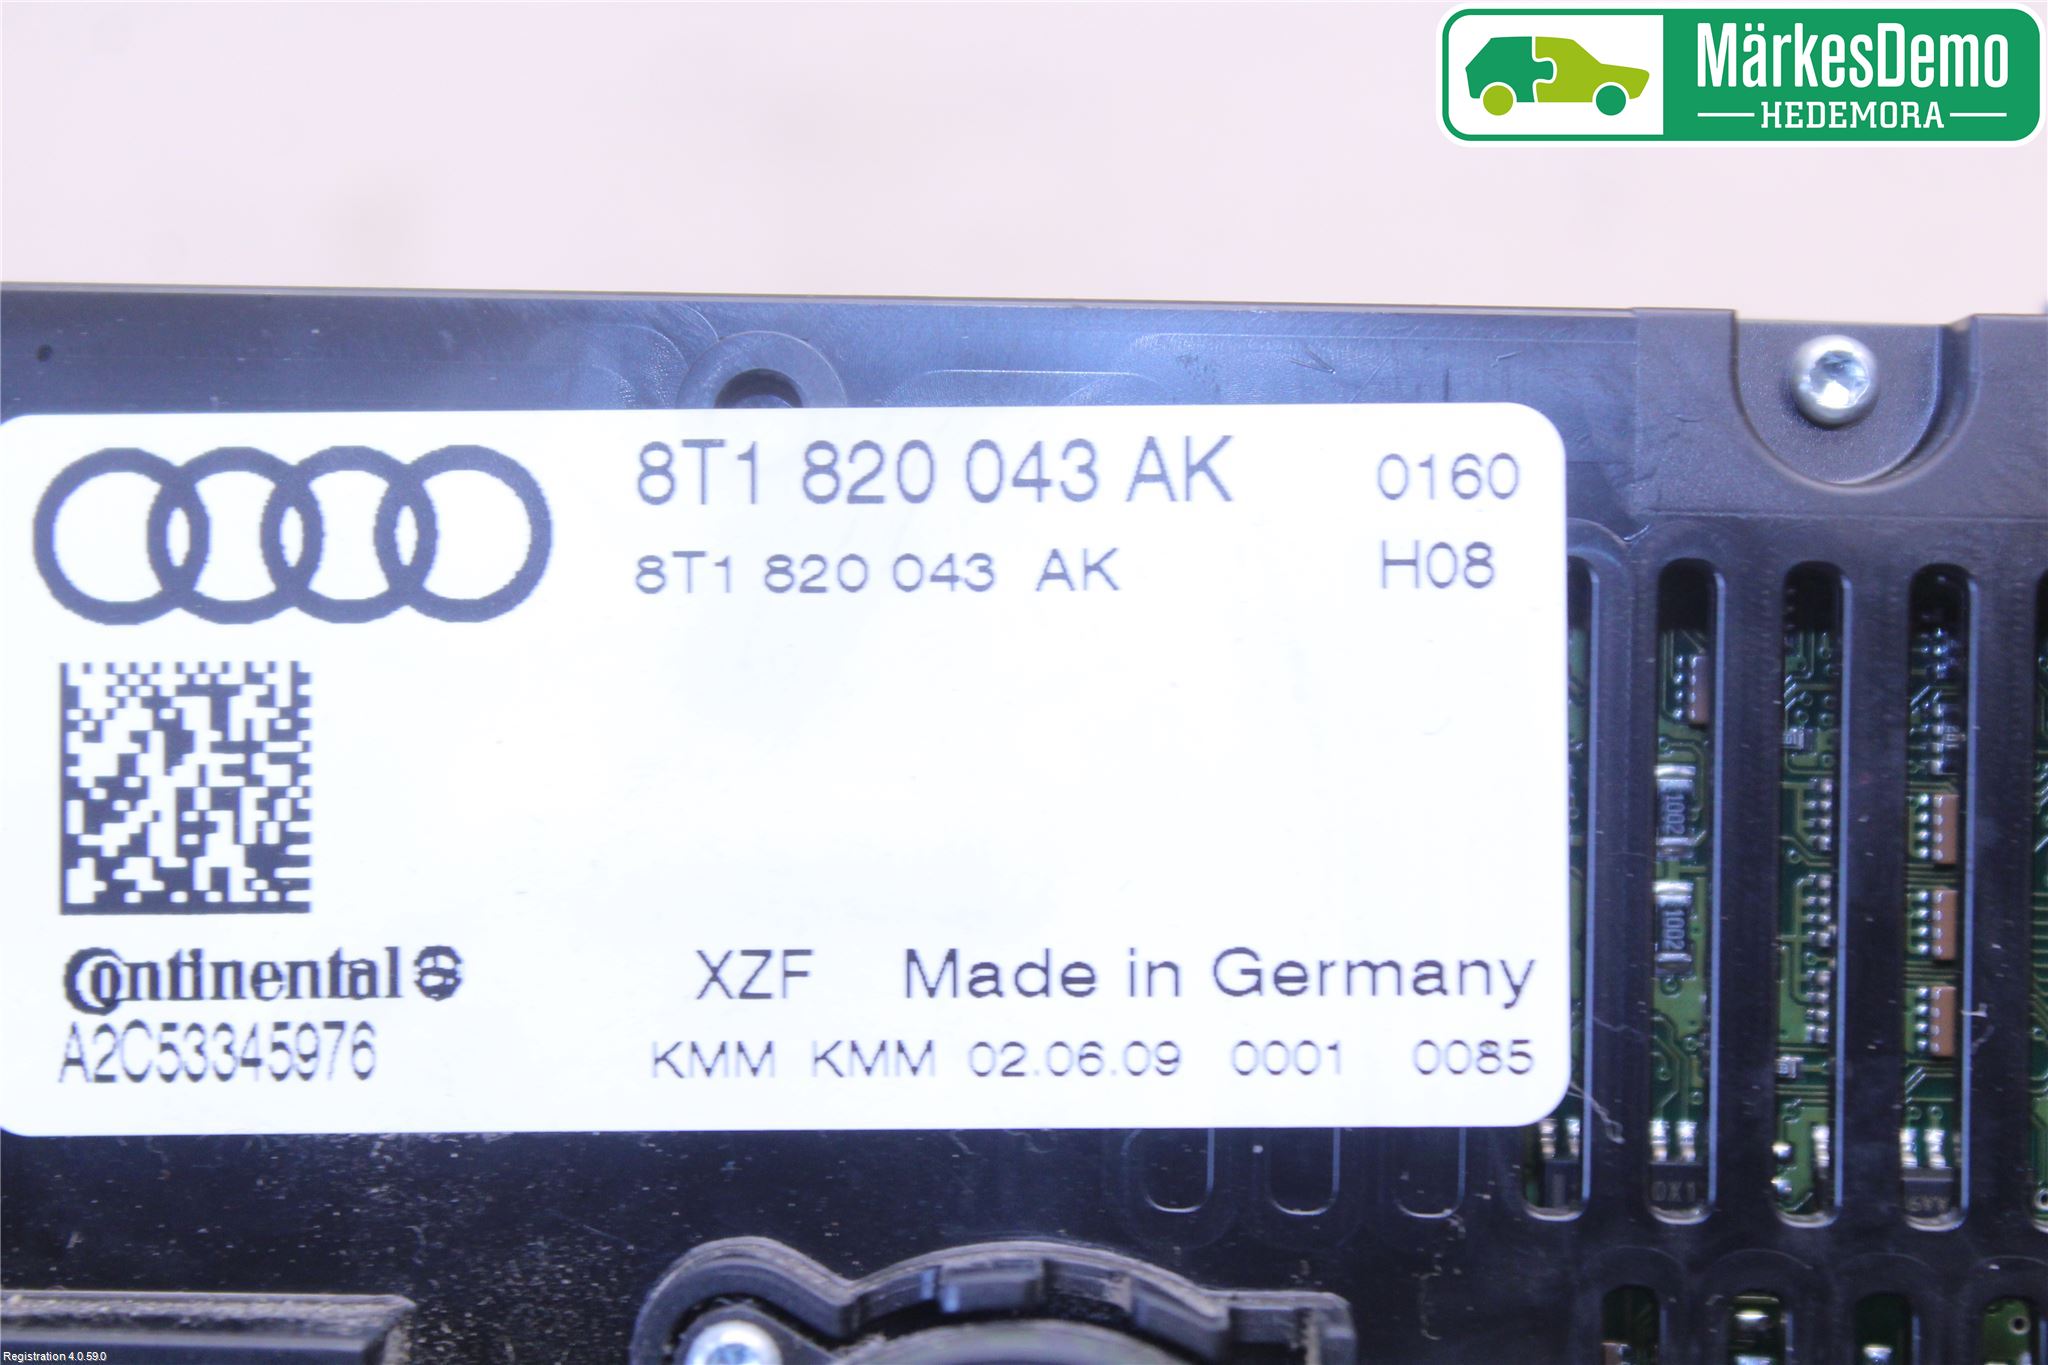 MärkesDemo
HEDEMORA
8T1 820 043 AK 0160
8T1 820 043 AK H08
Continental
A2C53345976
XZF Made in Germany
KMM KMM 02.06.09 0001 0085
1002
1002
Registration 4.0.59.0